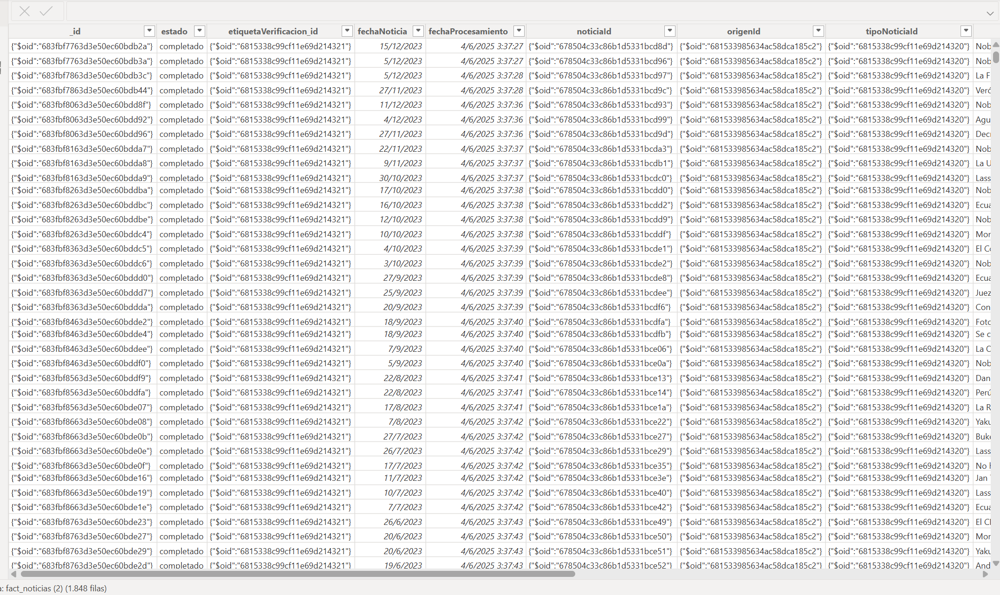 _id estado etiquetaVerificacion_id fechaNoticia fechaProcesamiento noticiaId origenId tipoNoticiaId
{"$oid":"683fbf7763d3e50ec60bdb2a"} completado {"$oid":"6815338c99cf11e69d214321"} 15/12/2023 4/6/2025 3:37:27 {"$oid":"678504c33c86b1d5331bcd8d"} {"$oid":"681533985634ac58dca185c2"} {"$oid":"6815338c99cf11e69d214320"} Nob
{"$oid":"683fbf7763d3e50ec60bdb3a"} completado {"$oid":"6815338c99cf11e69d214321"} 5/12/2023 4/6/2025 3:37:27 {"$oid":"678504c33c86b1d5331bcd96"} {"$oid":"681533985634ac58dca185c2"} {"$oid":"6815338c99cf11e69d214320"} Nob
{"$oid":"683fbf7863d3e50ec60bdb3c"} completado {"$oid":"6815338c99cf11e69d214321"} 5/12/2023 4/6/2025 3:37:28 {"$oid":"678504c33c86b1d5331bcd97"} {"$oid":"681533985634ac58dca185c2"} {"$oid":"6815338c99cf11e69d214320"} La F
{"$oid":"683fbf7863d3e50ec60bdb44"} completado {"$oid":"6815338c99cf11e69d214321"} 27/11/2023 4/6/2025 3:37:28 {"$oid":"678504c33c86b1d5331bcd9c"} {"$oid":"681533985634ac58dca185c2"} {"$oid":"6815338c99cf11e69d214320"} Veró
{"$oid":"683fbf8063d3e50ec60bdd8f"} completado {"$oid":"6815338c99cf11e69d214321"} 11/12/2023 4/6/2025 3:37:36 {"$oid":"678504c33c86b1d5331bcd93"} {"$oid":"681533985634ac58dca185c2"} {"$oid":"6815338c99cf11e69d214320"} Nob
{"$oid":"683fbf8063d3e50ec60bdd92"} completado {"$oid":"6815338c99cf11e69d214321"} 4/12/2023 4/6/2025 3:37:36 {"$oid":"678504c33c86b1d5331bcd99"} {"$oid":"681533985634ac58dca185c2"} {"$oid":"6815338c99cf11e69d214320"} Agu
{"$oid":"683fbf8063d3e50ec60bdd96"} completado {"$oid":"6815338c99cf11e69d214321"} 27/11/2023 4/6/2025 3:37:36 {"$oid":"678504c33c86b1d5331bcd9d"} {"$oid":"681533985634ac58dca185c2"} {"$oid":"6815338c99cf11e69d214320"} Decr
{"$oid":"683fbf8163d3e50ec60bdda7"} completado {"$oid":"6815338c99cf11e69d214321"} 22/11/2023 4/6/2025 3:37:37 {"$oid":"678504c33c86b1d5331bcda3"} {"$oid":"681533985634ac58dca185c2"} {"$oid":"6815338c99cf11e69d214320"} Nob
{"$oid":"683fbf8163d3e50ec60bdda8"} completado {"$oid":"6815338c99cf11e69d214321"} 9/11/2023 4/6/2025 3:37:37 {"$oid":"678504c33c86b1d5331bcdb1"} {"$oid":"681533985634ac58dca185c2"} {"$oid":"6815338c99cf11e69d214320"} La U
{"$oid":"683fbf8163d3e50ec60bdda9"} completado {"$oid":"6815338c99cf11e69d214321"} 30/10/2023 4/6/2025 3:37:37 {"$oid":"678504c33c86b1d5331bcdc0"} {"$oid":"681533985634ac58dca185c2"} {"$oid":"6815338c99cf11e69d214320"} Lass
{"$oid":"683fbf8263d3e50ec60bddba"} completado {"$oid":"6815338c99cf11e69d214321"} 17/10/2023 4/6/2025 3:37:38 {"$oid":"678504c33c86b1d5331bcdd0"} {"$oid":"681533985634ac58dca185c2"} {"$oid":"6815338c99cf11e69d214320"} Nob
{"$oid":"683fbf8263d3e50ec60bddbc"} completado {"$oid":"6815338c99cf11e69d214321"} 16/10/2023 4/6/2025 3:37:38 {"$oid":"678504c33c86b1d5331bcdd2"} {"$oid":"681533985634ac58dca185c2"} {"$oid":"6815338c99cf11e69d214320"} Ecua
{"$oid":"683fbf8263d3e50ec60bddbe"} completado {"$oid":"6815338c99cf11e69d214321"} 12/10/2023 4/6/2025 3:37:38 {"$oid":"678504c33c86b1d5331bcdd9"} {"$oid":"681533985634ac58dca185c2"} {"$oid":"6815338c99cf11e69d214320"} Nob
{"$oid":"683fbf8263d3e50ec60bddc4"} completado {"$oid":"6815338c99cf11e69d214321"} 10/10/2023 4/6/2025 3:37:38 {"$oid":"678504c33c86b1d5331bcddf"} {"$oid":"681533985634ac58dca185c2"} {"$oid":"6815338c99cf11e69d214320"} Mor
{"$oid":"683fbf8363d3e50ec60bddc5"} completado {"$oid":"6815338c99cf11e69d214321"} 4/10/2023 4/6/2025 3:37:39 {"$oid":"678504c33c86b1d5331bcde1"} {"$oid":"681533985634ac58dca185c2"} {"$oid":"6815338c99cf11e69d214320"} El Co
{"$oid":"683fbf8363d3e50ec60bddc6"} completado {"$oid":"6815338c99cf11e69d214321"} 3/10/2023 4/6/2025 3:37:39 {"$oid":"678504c33c86b1d5331bcde2"} {"$oid":"681533985634ac58dca185c2"} {"$oid":"6815338c99cf11e69d214320"} Nob
{"$oid":"683fbf8363d3e50ec60bddd0"} completado {"$oid":"6815338c99cf11e69d214321"} 27/9/2023 4/6/2025 3:37:39 {"$oid":"678504c33c86b1d5331bcde8"} {"$oid":"681533985634ac58dca185c2"} {"$oid":"6815338c99cf11e69d214320"} Ecua
{"$oid":"683fbf8363d3e50ec60bddd7"} completado {"$oid":"6815338c99cf11e69d214321"} 25/9/2023 4/6/2025 3:37:39 {"$oid":"678504c33c86b1d5331bcdee"} {"$oid":"681533985634ac58dca185c2"} {"$oid":"6815338c99cf11e69d214320"} Juez
{"$oid":"683fbf8363d3e50ec60bddda"} completado {"$oid":"6815338c99cf11e69d214321"} 20/9/2023 4/6/2025 3:37:39 {"$oid":"678504c33c86b1d5331bcdf6"} {"$oid":"681533985634ac58dca185c2"} {"$oid":"6815338c99cf11e69d214320"} Con
{"$oid":"683fbf8463d3e50ec60bdde2"} completado {"$oid":"6815338c99cf11e69d214321"} 18/9/2023 4/6/2025 3:37:40 {"$oid":"678504c33c86b1d5331bcdfa"} {"$oid":"681533985634ac58dca185c2"} {"$oid":"6815338c99cf11e69d214320"} Foto
{"$oid":"683fbf8463d3e50ec60bdde4"} completado {"$oid":"6815338c99cf11e69d214321"} 18/9/2023 4/6/2025 3:37:40 {"$oid":"678504c33c86b1d5331bcdfb"} {"$oid":"681533985634ac58dca185c2"} {"$oid":"6815338c99cf11e69d214320"} Se c
{"$oid":"683fbf8463d3e50ec60bddee"} completado {"$oid":"6815338c99cf11e69d214321"} 7/9/2023 4/6/2025 3:37:40 {"$oid":"678504c33c86b1d5331bce06"} {"$oid":"681533985634ac58dca185c2"} {"$oid":"6815338c99cf11e69d214320"} La C
{"$oid":"683fbf8463d3e50ec60bddf0"} completado {"$oid":"6815338c99cf11e69d214321"} 5/9/2023 4/6/2025 3:37:40 {"$oid":"678504c33c86b1d5331bce0a"} {"$oid":"681533985634ac58dca185c2"} {"$oid":"6815338c99cf11e69d214320"} Nob
{"$oid":"683fbf8563d3e50ec60bddf9"} completado {"$oid":"6815338c99cf11e69d214321"} 22/8/2023 4/6/2025 3:37:41 {"$oid":"678504c33c86b1d5331bce13"} {"$oid":"681533985634ac58dca185c2"} {"$oid":"6815338c99cf11e69d214320"} Dan
{"$oid":"683fbf8563d3e50ec60bddfa"} completado {"$oid":"6815338c99cf11e69d214321"} 22/8/2023 4/6/2025 3:37:41 {"$oid":"678504c33c86b1d5331bce14"} {"$oid":"681533985634ac58dca185c2"} {"$oid":"6815338c99cf11e69d214320"} Perú
{"$oid":"683fbf8563d3e50ec60bde07"} completado {"$oid":"6815338c99cf11e69d214321"} 17/8/2023 4/6/2025 3:37:41 {"$oid":"678504c33c86b1d5331bce1a"} {"$oid":"681533985634ac58dca185c2"} {"$oid":"6815338c99cf11e69d214320"} La R
{"$oid":"683fbf8663d3e50ec60bde08"} completado {"$oid":"6815338c99cf11e69d214321"} 7/8/2023 4/6/2025 3:37:42 {"$oid":"678504c33c86b1d5331bce22"} {"$oid":"681533985634ac58dca185c2"} {"$oid":"6815338c99cf11e69d214320"} Yaku
{"$oid":"683fbf8663d3e50ec60bde0b"} completado {"$oid":"6815338c99cf11e69d214321"} 27/7/2023 4/6/2025 3:37:42 {"$oid":"678504c33c86b1d5331bce27"} {"$oid":"681533985634ac58dca185c2"} {"$oid":"6815338c99cf11e69d214320"} Buke
{"$oid":"683fbf8663d3e50ec60bde0e"} completado {"$oid":"6815338c99cf11e69d214321"} 26/7/2023 4/6/2025 3:37:42 {"$oid":"678504c33c86b1d5331bce29"} {"$oid":"681533985634ac58dca185c2"} {"$oid":"6815338c99cf11e69d214320"} Lass
{"$oid":"683fbf8663d3e50ec60bde0f"} completado {"$oid":"6815338c99cf11e69d214321"} 17/7/2023 4/6/2025 3:37:42 {"$oid":"678504c33c86b1d5331bce35"} {"$oid":"681533985634ac58dca185c2"} {"$oid":"6815338c99cf11e69d214320"} No
{"$oid":"683fbf8663d3e50ec60bde16"} completado {"$oid":"6815338c99cf11e69d214321"} 11/7/2023 4/6/2025 3:37:42 {"$oid":"678504c33c86b1d5331bce3e"} {"$oid":"681533985634ac58dca185c2"} {"$oid":"6815338c99cf11e69d214320"} Jan
{"$oid":"683fbf8663d3e50ec60bde19"} completado {"$oid":"6815338c99cf11e69d214321"} 10/7/2023 4/6/2025 3:37:42 {"$oid":"678504c33c86b1d5331bce40"} {"$oid":"681533985634ac58dca185c2"} {"$oid":"6815338c99cf11e69d214320"} Lass
{"$oid":"683fbf8663d3e50ec60bde1e"} completado {"$oid":"6815338c99cf11e69d214321"} 7/7/2023 4/6/2025 3:37:42 {"$oid":"678504c33c86b1d5331bce42"} {"$oid":"681533985634ac58dca185c2"} {"$oid":"6815338c99cf11e69d214320"} Ecua
{"$oid":"683fbf8763d3e50ec60bde23"} completado {"$oid":"6815338c99cf11e69d214321"} 26/6/2023 4/6/2025 3:37:43 {"$oid":"678504c33c86b1d5331bce49"} {"$oid":"681533985634ac58dca185c2"} {"$oid":"6815338c99cf11e69d214320"} El
{"$oid":"683fbf8763d3e50ec60bde27"} completado {"$oid":"6815338c99cf11e69d214321"} 20/6/2023 4/6/2025 3:37:43 {"$oid":"678504c33c86b1d5331bce50"} {"$oid":"681533985634ac58dca185c2"} {"$oid":"6815338c99cf11e69d214320"} Mor
{"$oid":"683fbf8763d3e50ec60bde29"} completado {"$oid":"6815338c99cf11e69d214321"} 20/6/2023 4/6/2025 3:37:43 {"$oid":"678504c33c86b1d5331bce51"} {"$oid":"681533985634ac58dca185c2"} {"$oid":"6815338c99cf11e69d214320"} Yaku
{"$oid":"683fbf8763d3e50ec60bde2d"} completado {"$oid":"6815338c99cf11e69d214321"} 19/6/2023 4/6/2025 3:37:43 {"$oid":"678504c33c86b1d5331bce52"} {"$oid":"681533985634ac58dca185c2"} {"$oid":"6815338c99cf11e69d214320"} And
a: fact_noticias (2) (1.848 filas)